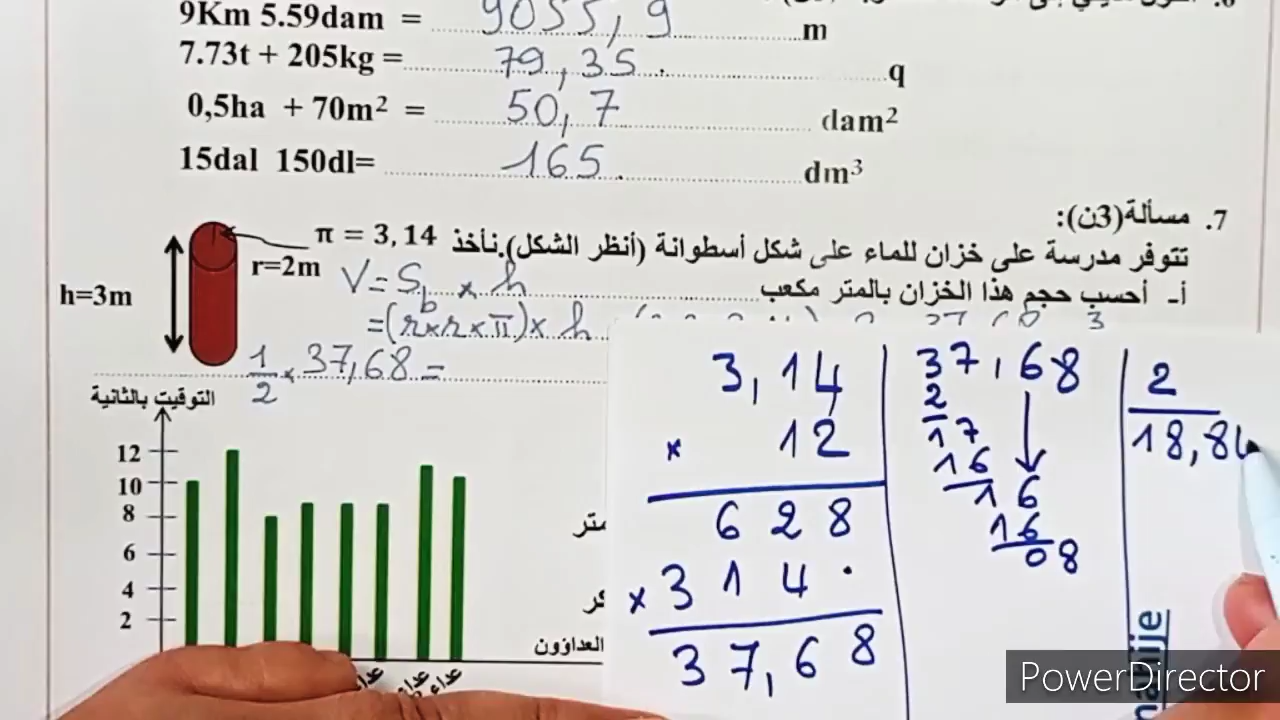 9Km 5.59dam = 9055,9 m
7.73t + 205kg = 79,35 q
0,5ha + 70m² = 50,7 dam²
15dal 150dl= 165 dm³
7. مسألة(3ن):
تتوفر مدرسة على خزان للماء على شكل أسطوانة (أنظر الشكل).نأخذ π = 3,14
r=2m
h=3m
أ- أحسب حجم هذا الخزان بالمتر مكعب
V = Sb × h
= (r×r×π)×h
1/2 × 37,68 =
التوقيت بالثانية
12
10
8
6
4
2
متر
العداؤون
3,14
× 12
628
× 314·
37,68
37,68 | 2
2 | 18,84
17
16
16
16
08
PowerDirector